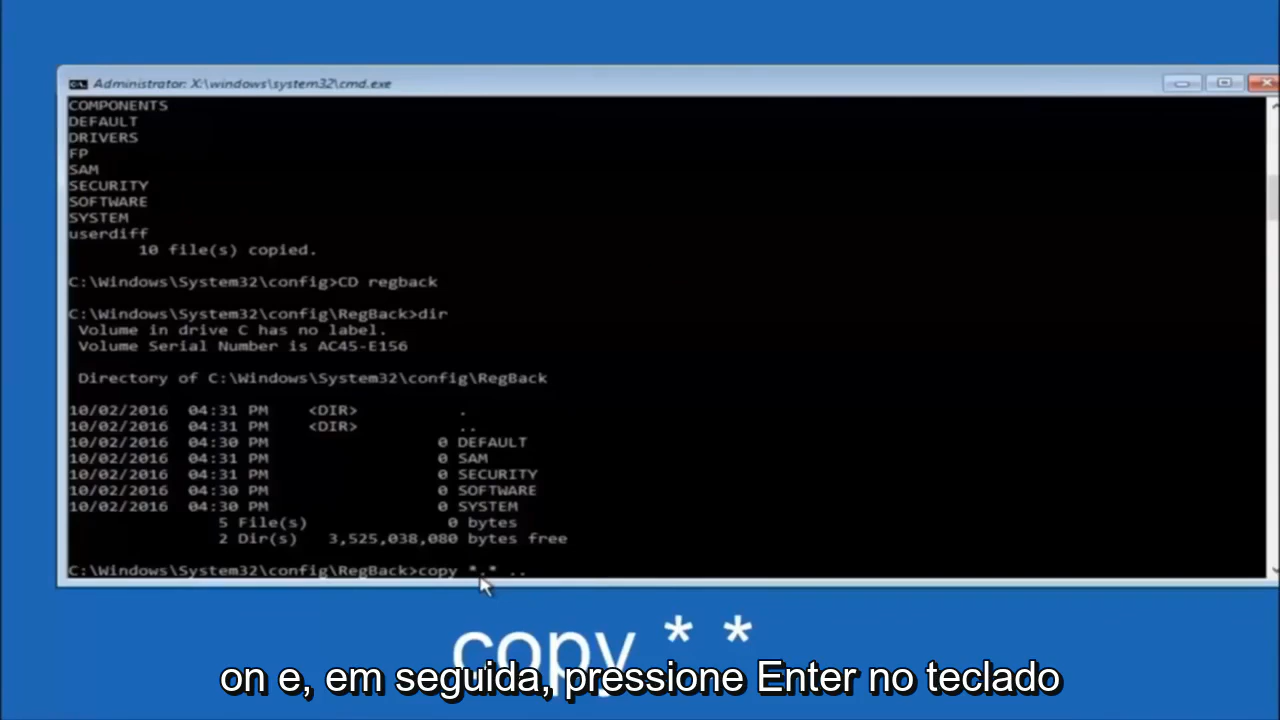 Administrator: X:\windows\system32\cmd.exe
COMPONENTS
DEFAULT
DRIVERS
FP
SAM
SECURITY
SOFTWARE
SYSTEM
userdiff
10 file(s) copied.
C:\Windows\System32\config>CD regback
C:\Windows\System32\config\RegBack>dir
Volume in drive C has no label.
Volume Serial Number is AC45-E156
Directory of C:\Windows\System32\config\RegBack
10/02/2016 04:31 PM <DIR> .
10/02/2016 04:31 PM <DIR> ..
10/02/2016 04:30 PM 0 DEFAULT
10/02/2016 04:31 PM 0 SAM
10/02/2016 04:31 PM 0 SECURITY
10/02/2016 04:30 PM 0 SOFTWARE
10/02/2016 04:30 PM 0 SYSTEM
5 File(s) 0 bytes
2 Dir(s) 3,525,038,080 bytes free
C:\Windows\System32\config\RegBack>copy *.* ..
copy * *
on e, em seguida, pressione Enter no teclado